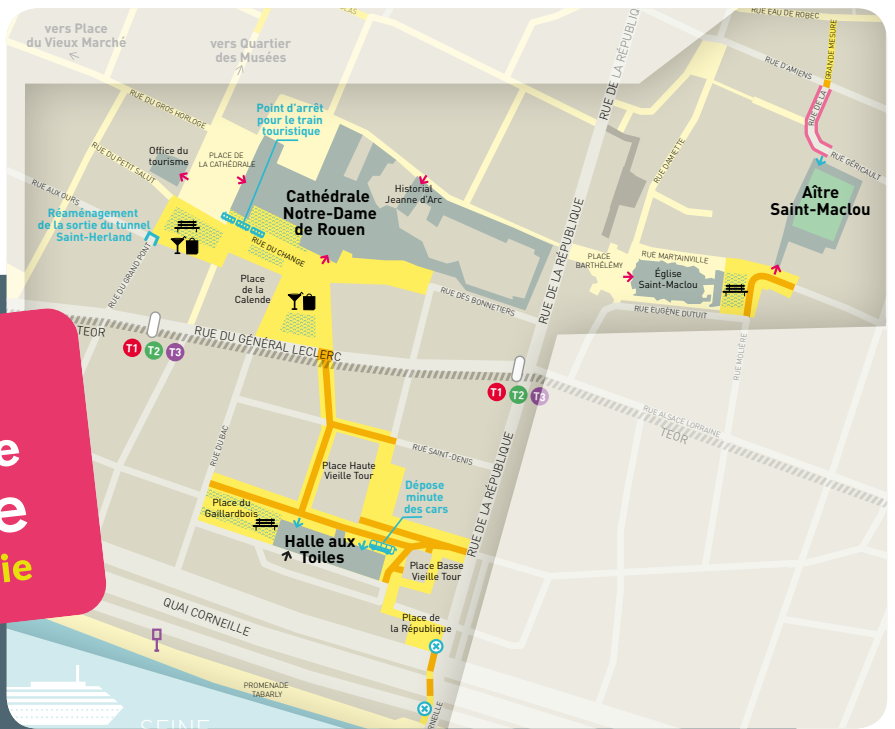 RUE EAU DE ROBEC
vers Place
du Vieux Marché
vers Quartier
des Musées
RUE DE LA RÉPUBLIQUE
RUE D'AMIENS
GRANDE MESURE
RUE DE LA
RUE GÉRICAULT
RUE DU GROS HORLOGE
Point d'arrêt
pour le train
touristique
RUE DU PETIT SALUT
Office du
tourisme
PLACE DE
LA CATHÉDRALE
RUE DAMIETTE
RUE AUX OURS
Cathédrale
Notre-Dame
de Rouen
Historial
Jeanne d'Arc
Aître
Saint-Maclou
Réaménagement
de la sortie du tunnel
Saint-Herland
RUE DU CHANGE
RUE DU GRAND PONT
RUE DE LA RÉPUBLIQUE
PLACE
BARTHÉLÉMY
RUE MARTAINVILLE
Église
Saint-Maclou
Place
de la
Calende
RUE DES BONNETIERS
RUE EUGÈNE DUTUIT
RUE MOLIÈRE
TEOR
RUE DU GÉNÉRAL LECLERC
T1 T2 T3
T1 T2 T3
RUE ALSACE LORRAINE
TEOR
RUE DU BAC
RUE SAINT-DENIS
RUE DE LA RÉPUBLIQUE
Place Haute
Vieille Tour
Dépose
minute
des cars
Place du
Gaillardbois
Halle aux
Toiles
Place Basse
Vieille Tour
e
e
ie
QUAI CORNEILLE
Place de
la République
PROMENADE
TABARLY
SEINE